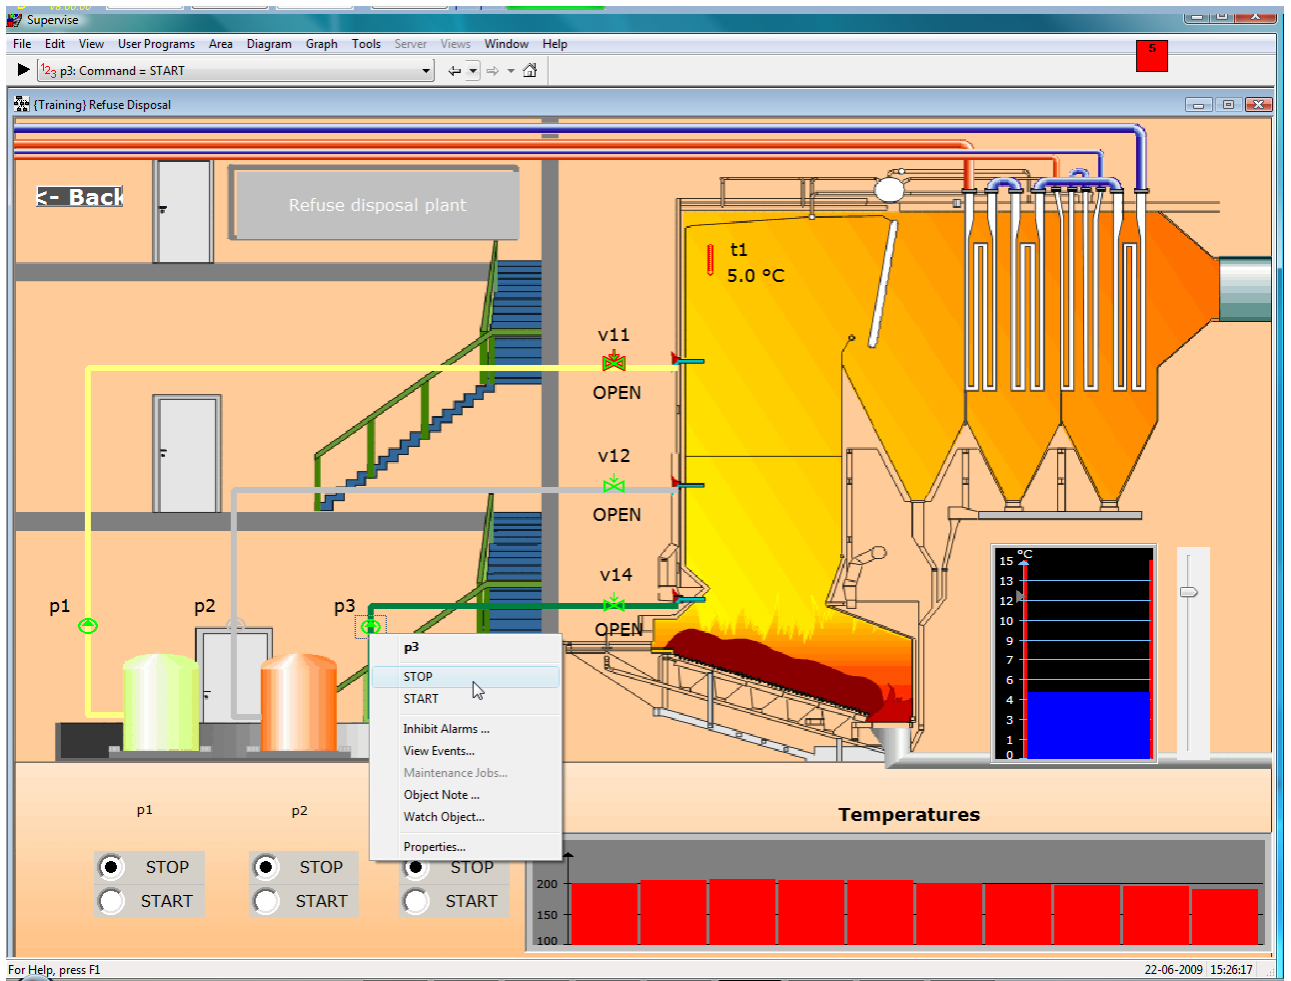 Supervise
File Edit View User Programs Area Diagram Graph Tools Server Views Window Help
5
123 p3: Command = START
{Training} Refuse Disposal
<- Back
Refuse disposal plant
t1
5.0 °C
v11
OPEN
v12
OPEN
v14
OPEN
p1
p2
p3
p3
STOP
START
Inhibit Alarms ...
View Events...
Maintenance Jobs...
Object Note ...
Watch Object...
Properties...
°C
15
13
12
10
9
7
6
4
3
1
0
p1
p2
STOP
START
STOP
START
STOP
START
Temperatures
200
150
100
For Help, press F1
22-06-2009 15:26:17